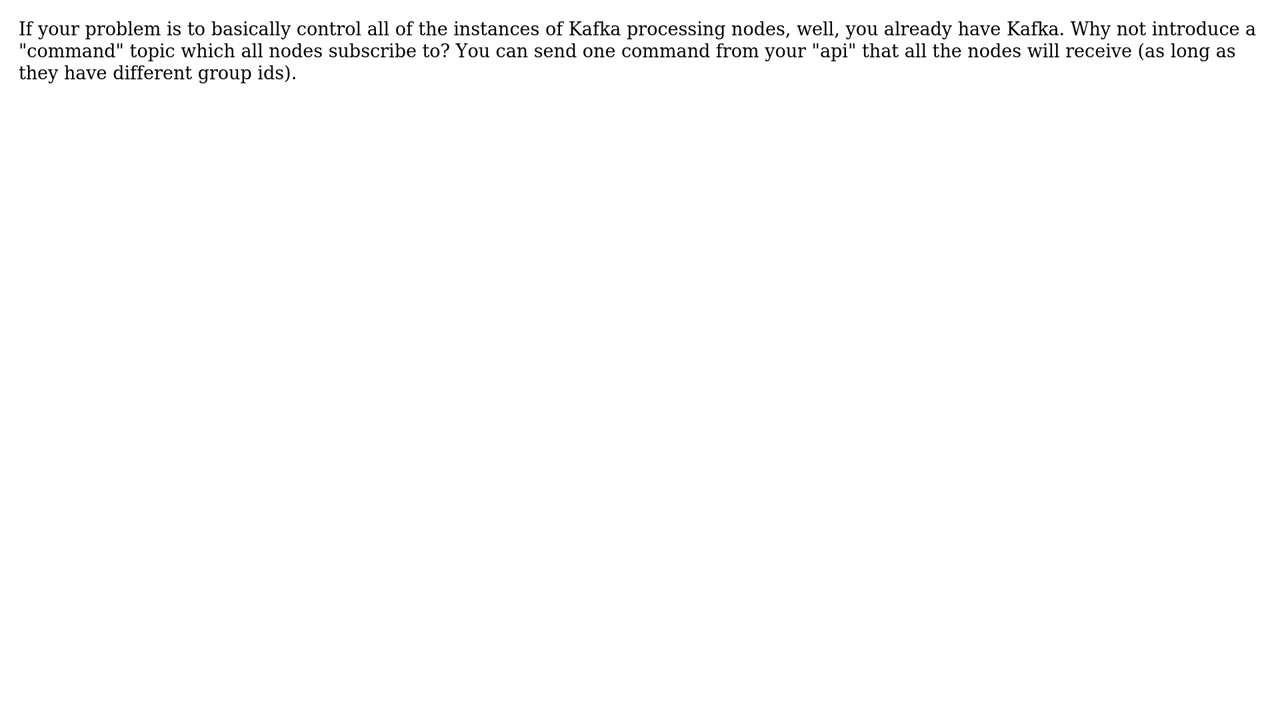 If your problem is to basically control all of the instances of Kafka processing nodes, well, you already have Kafka. Why not introduce a
"command" topic which all nodes subscribe to? You can send one command from your "api" that all the nodes will receive (as long as
they have different group ids).